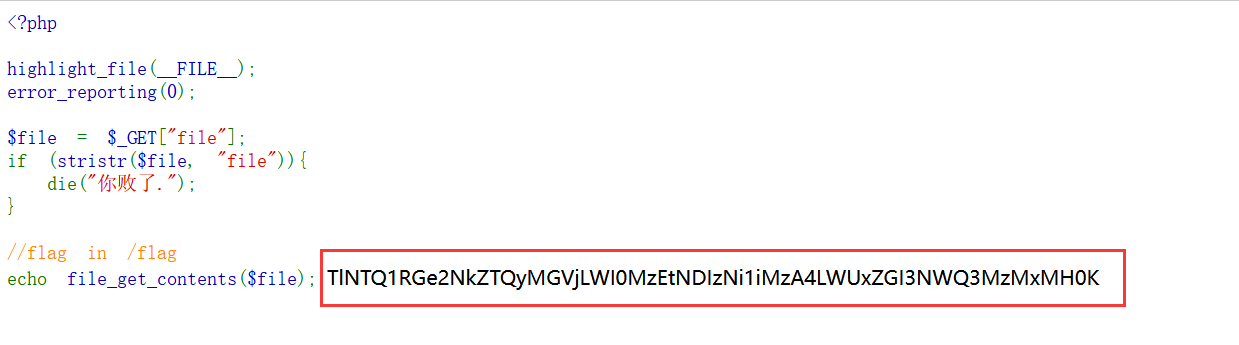 <?php
highlight_file(__FILE__);
error_reporting(0);
$file = $_GET["file"];
if (stristr($file, "file")){
die("你败了.");
}
//flag in /flag
echo file_get_contents($file); TlNTQ1RGe2NkZTQyMGVjLWI0MzEtNDIzNi1iMzA4LWUxZGI3NWQ3MzMxMH0K